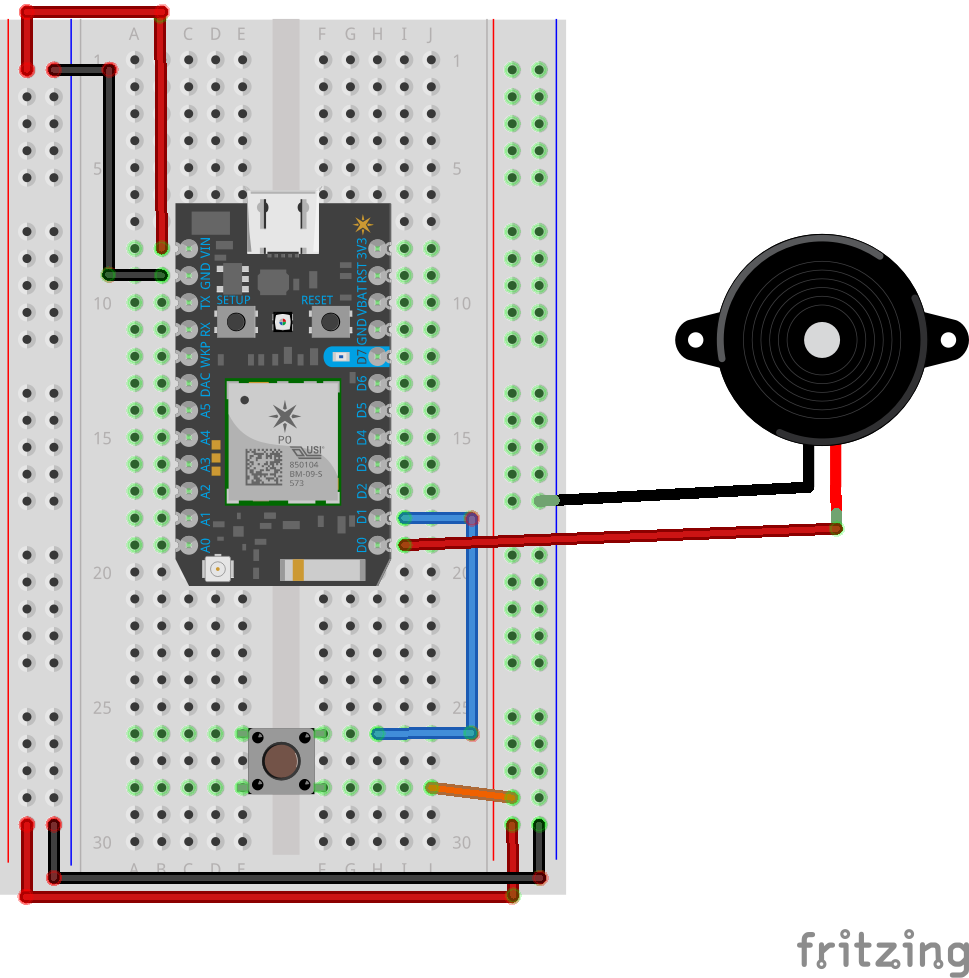 A B C D E F G H I J
1 1
5 5
VIN 3V3
GND RST
TX VBAT
10 10
SETUP RESET
RX GND
WKP D7
DAC D6
A5 D5
P0
15 A4 D4 15
USI
850104
A3 BM-09-S D3
573
A2 D2
A1 D1
A0 D0
20 20
25 25
30 30
A B C D E F G H I J
fritzing